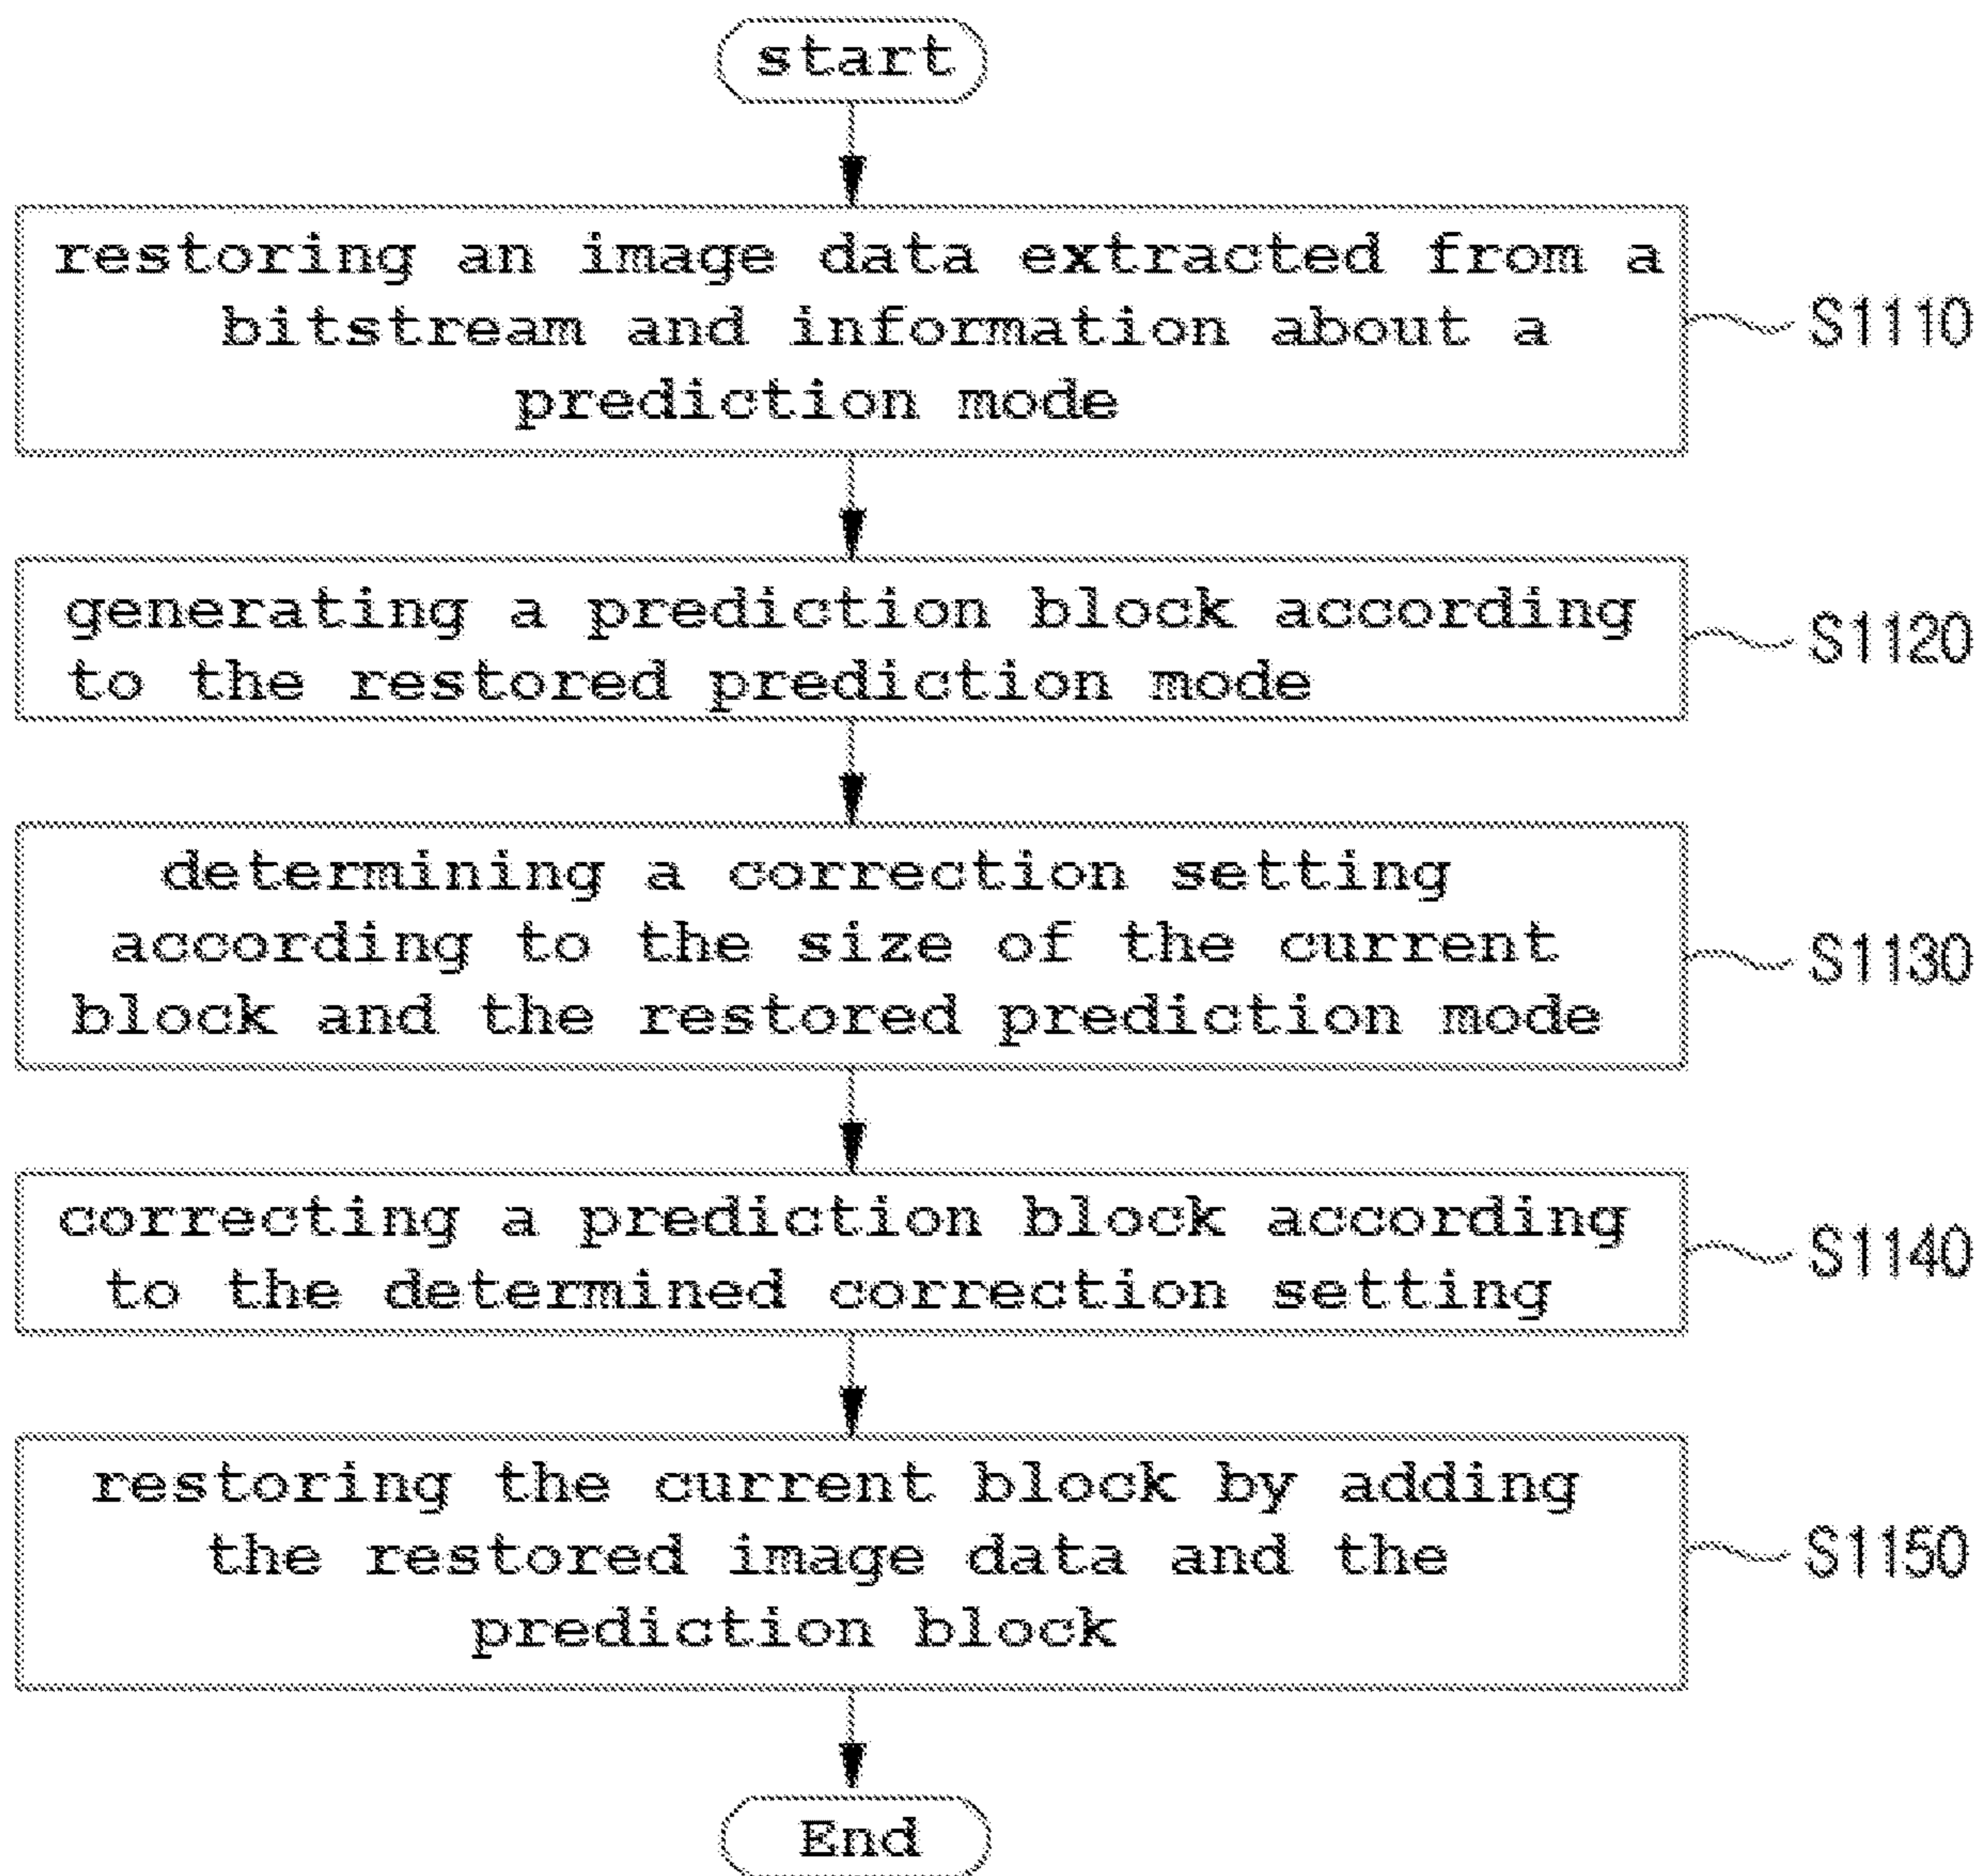 start
restoring an image data extracted from a
bitstream and information about a
prediction mode
S1110
generating a prediction block according
to the restored prediction mode
S1120
determining a correction setting
according to the size of the current
block and the restored prediction mode
S1130
correcting a prediction block according
to the determined correction setting
S1140
restoring the current block by adding
the restored image data and the
prediction block
S1150
End